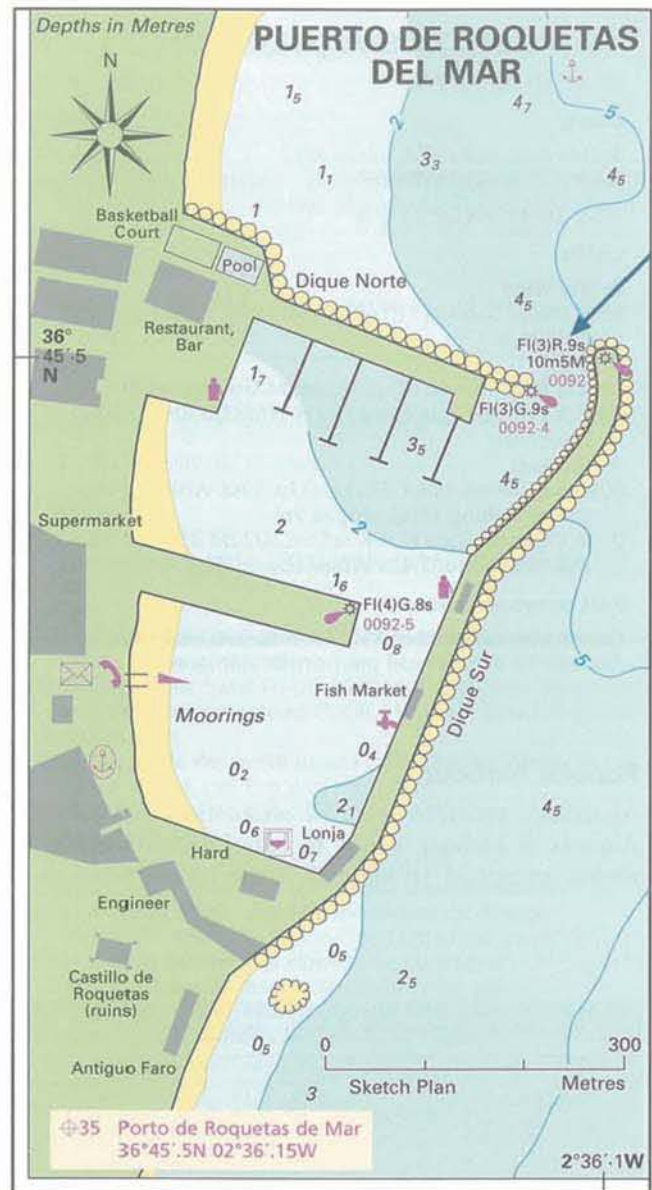 Depths in Metres
PUERTO DE ROQUETAS
DEL MAR
N
1₅
4₇
2
5
3₃
1₁
4₅
1
Basketball
Court
Pool
Dique Norte
4₅
Restaurant,
Bar
36°
45´·5
N
Fl(3)R.9s
10m5M
0092
1₇
Fl(3)G.9s
0092·4
3₅
4₅
Supermarket
2
2
1₆
Fl(4)G.8s
0092·5
0₈
5
Fish Market
Dique Sur
Moorings
0₄
0₂
2₁
4₅
0₆
Lonja
0₇
Hard
Engineer
0₅
2₅
Castillo de
Roquetas
(ruins)
0₅
0
300
Antiguo Faro
Sketch Plan
Metres
3
35 Porto de Roquetas de Mar
36°45´.5N 02°36´.15W
2°36´·1W